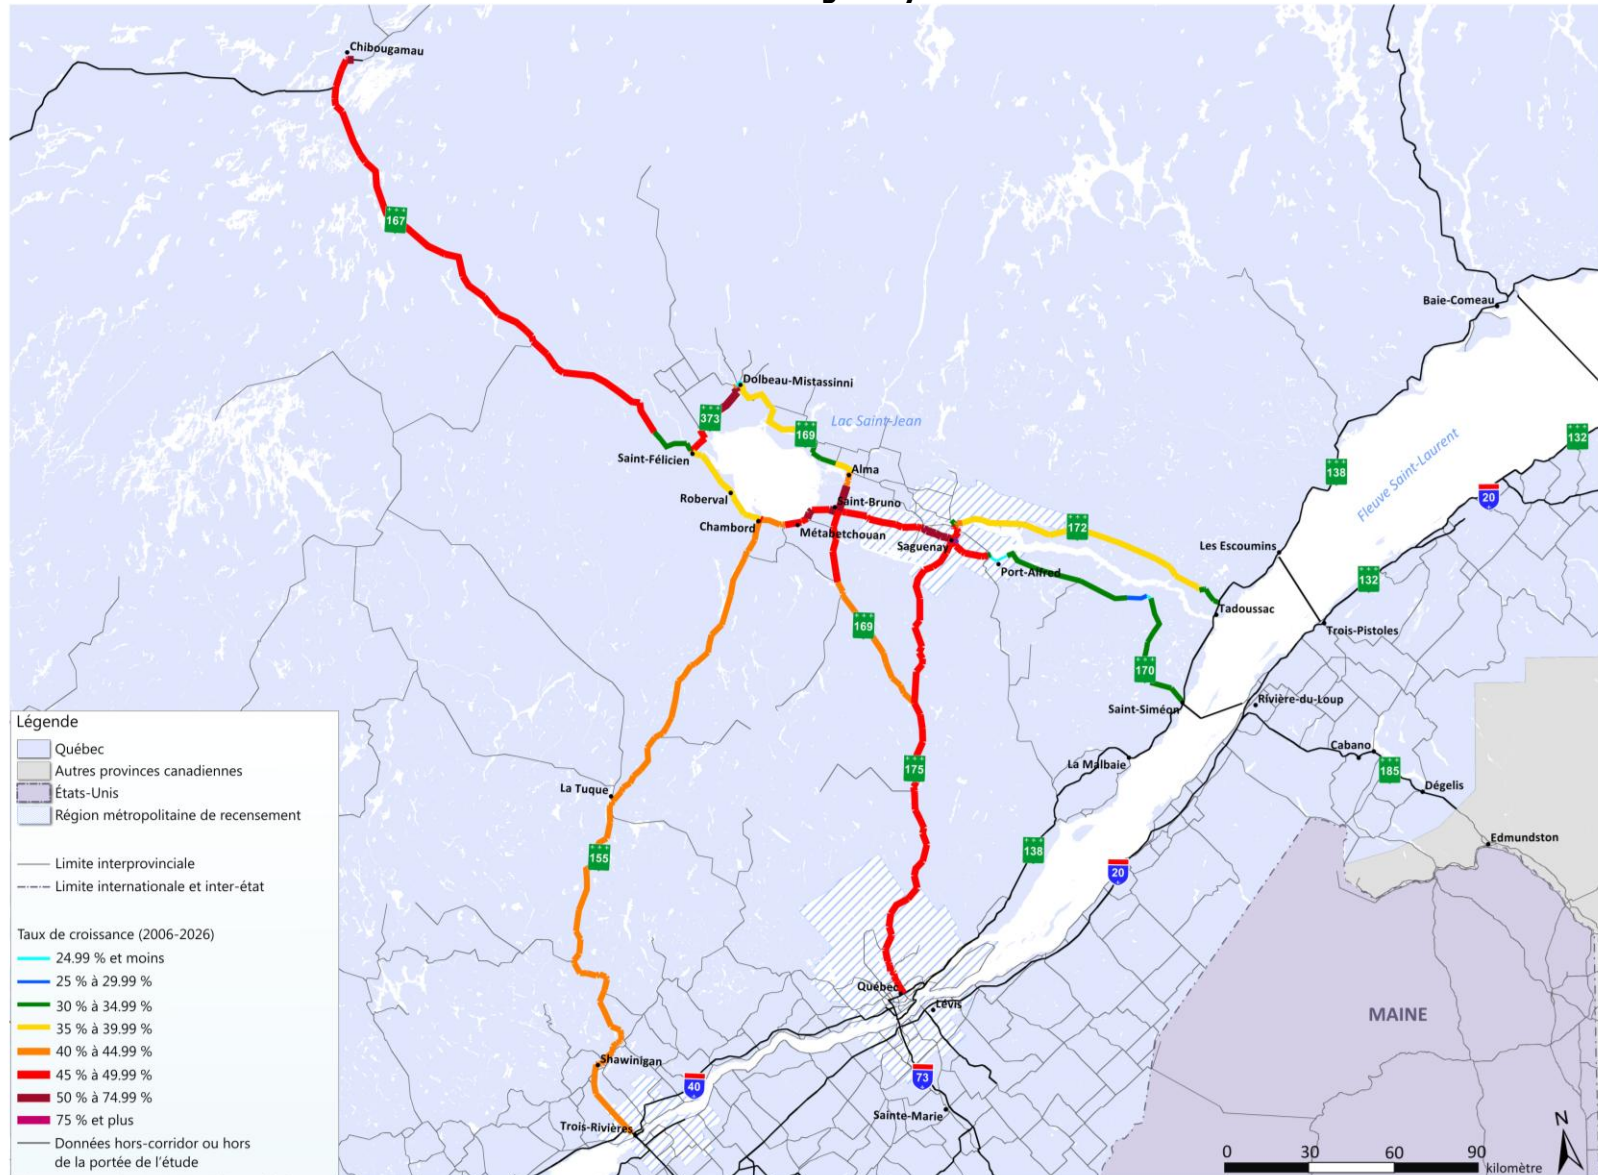 Chibougamau
167
Baie-Comeau
Dolbeau-Mistassinni
373
Lac Saint-Jean
169
132
Saint-Félicien
Alma
138
Fleuve Saint-Laurent
20
Roberval
Saint-Bruno
Chambord
Métabetchouan
172
Saguenay
Les Escoumins
Port-Alfred
132
Tadoussac
169
Trois-Pistoles
170
Saint-Siméon
Rivière-du-Loup
Cabano
La Malbaie
175
185
Dégelis
La Tuque
Edmundston
155
138
20
Québec
Lévis
MAINE
Shawinigan
40
73
Sainte-Marie
Trois-Rivières
Légende
Québec
Autres provinces canadiennes
États-Unis
Région métropolitaine de recensement
Limite interprovinciale
Limite internationale et inter-état
Taux de croissance (2006-2026)
24.99 % et moins
25 % à 29.99 %
30 % à 34.99 %
35 % à 39.99 %
40 % à 44.99 %
45 % à 49.99 %
50 % à 74.99 %
75 % et plus
Données hors-corridor ou hors
de la portée de l'étude
N
0 30 60 90
kilomètre